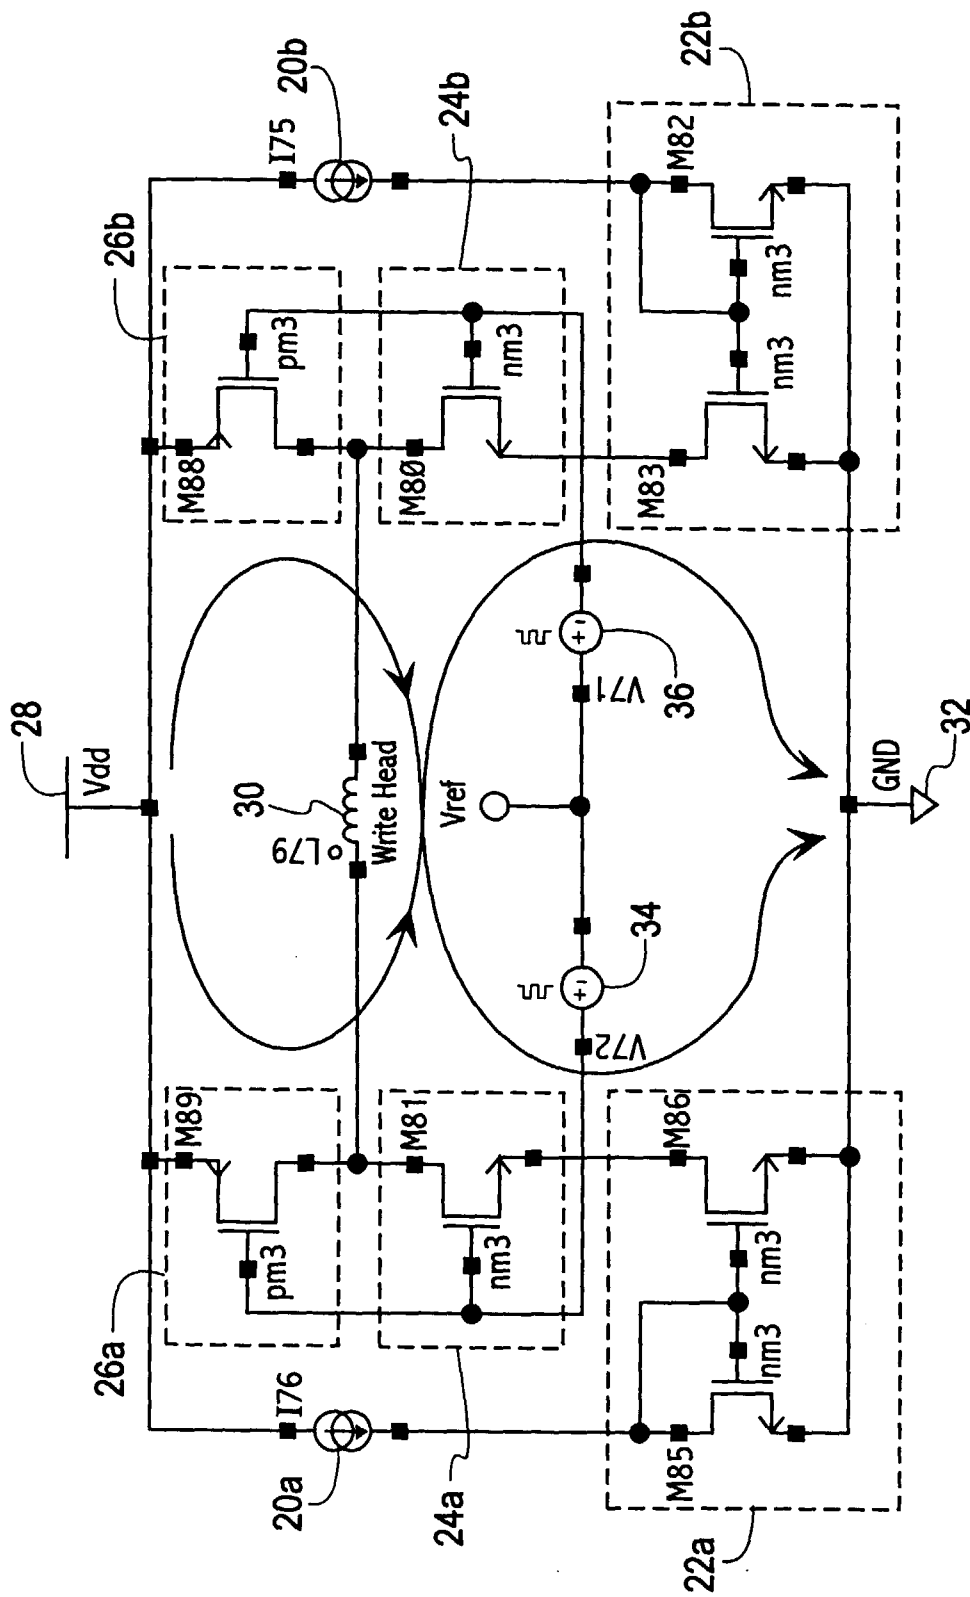 28
Vdd
26a
26b
20a
I76
20b
I75
M89
pm3
M88
pm3
30
L79
Write Head
24a
M81
nm3
24b
M80
nm3
Vref
34
+ -
V72
36
+ -
V71
22a
M85
nm3
nm3
M86
22b
M83
nm3
nm3
M82
GND
32